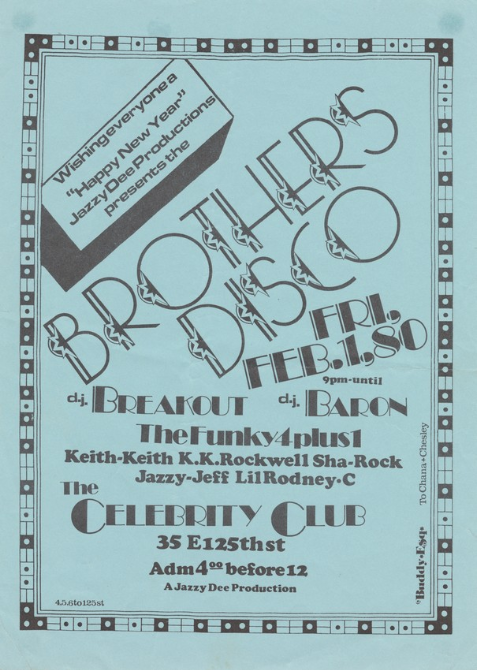 Wishing everyone a
"Happy New Year"
Jazzy Dee Productions
presents the
BROTHER'S
DISCO
FRI,
FEB,1,80
9pm-until
d.j. BREAKOUT d.j. BARON
The Funky 4 plus 1
Keith-Keith K.K. Rockwell Sha-Rock
Jazzy-Jeff Lil Rodney·C
The
CELEBRITY CLUB
35 E 125th st
Adm 4⁰⁰ before 12
A Jazzy Dee Production
4,5,6 to 125 st
"Buddy·Esq"
To Chana + Chesley